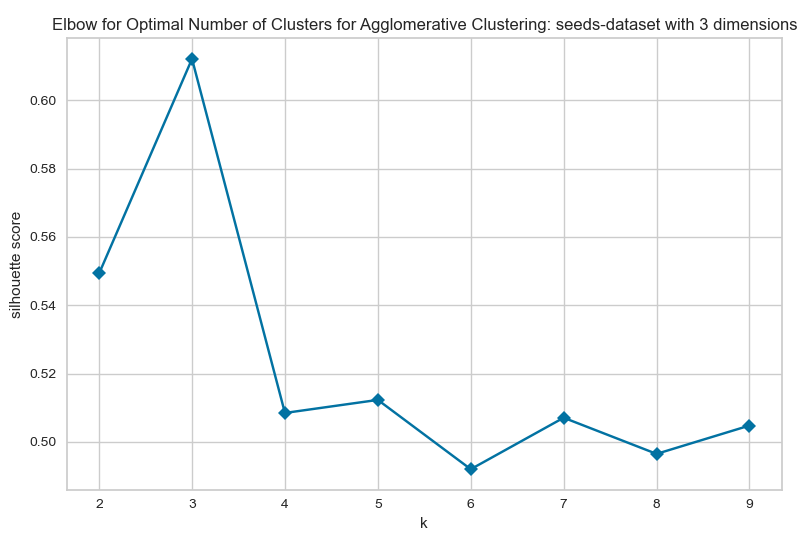 Elbow for Optimal Number of Clusters for Agglomerative Clustering: seeds-dataset with 3 dimensions
silhouette score
0.60
0.58
0.56
0.54
0.52
0.50
2 3 4 5 6 7 8 9
k